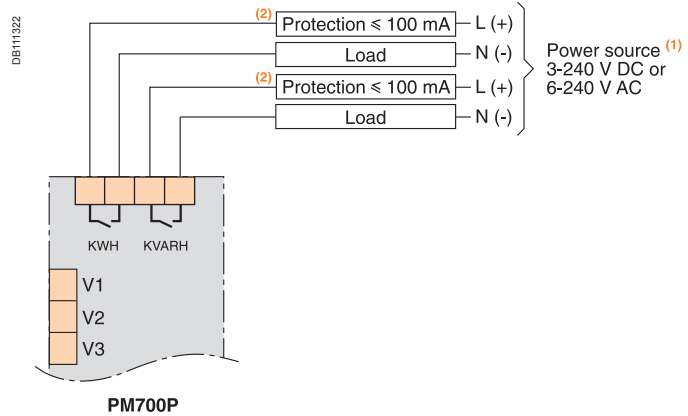 DB111322
(2) Protection ⩽ 100 mA L (+)
Load N (-)
(2) Protection ⩽ 100 mA L (+)
Load N (-)
Power source (1)
3-240 V DC or
6-240 V AC
KWH KVARH
V1
V2
V3
PM700P